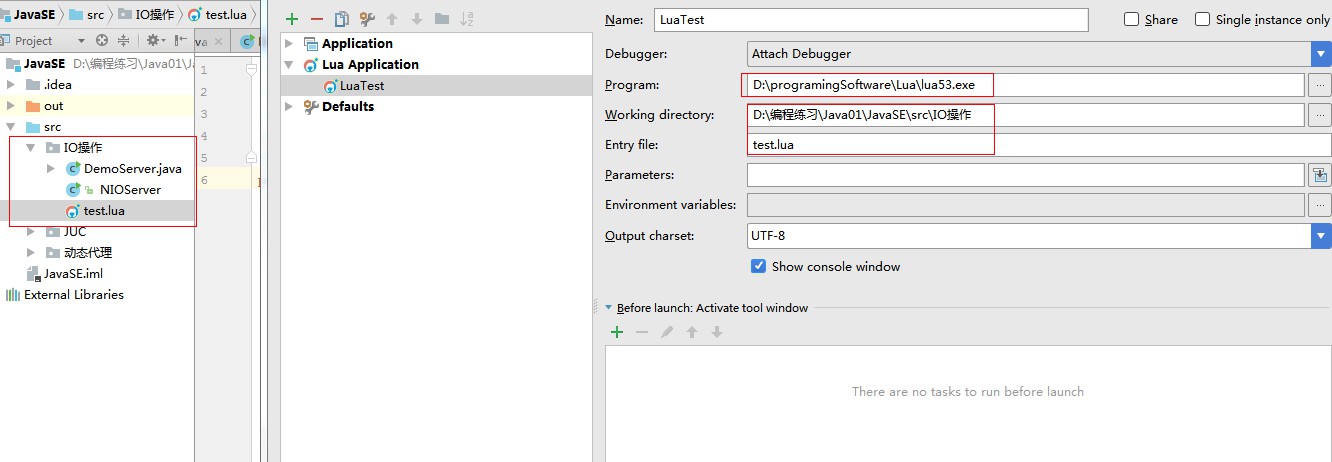 JavaSE src IO操作 test.lua
Project
va
JavaSE D:\编程练习\Java01\Ja
.idea
out
src
IO操作
DemoServer.java
NIOServer
test.lua
JUC
动态代理
JavaSE.iml
External Libraries
1
2
3
4
5
6
Application
Lua Application
LuaTest
Defaults
Name: LuaTest Share Single instance only
Debugger: Attach Debugger
Program: D:\programingSoftware\Lua\lua53.exe
Working directory: D:\编程练习\Java01\JavaSE\src\IO操作
Entry file: test.lua
Parameters:
Environment variables:
Output charset: UTF-8
Show console window
Before launch: Activate tool window
There are no tasks to run before launch